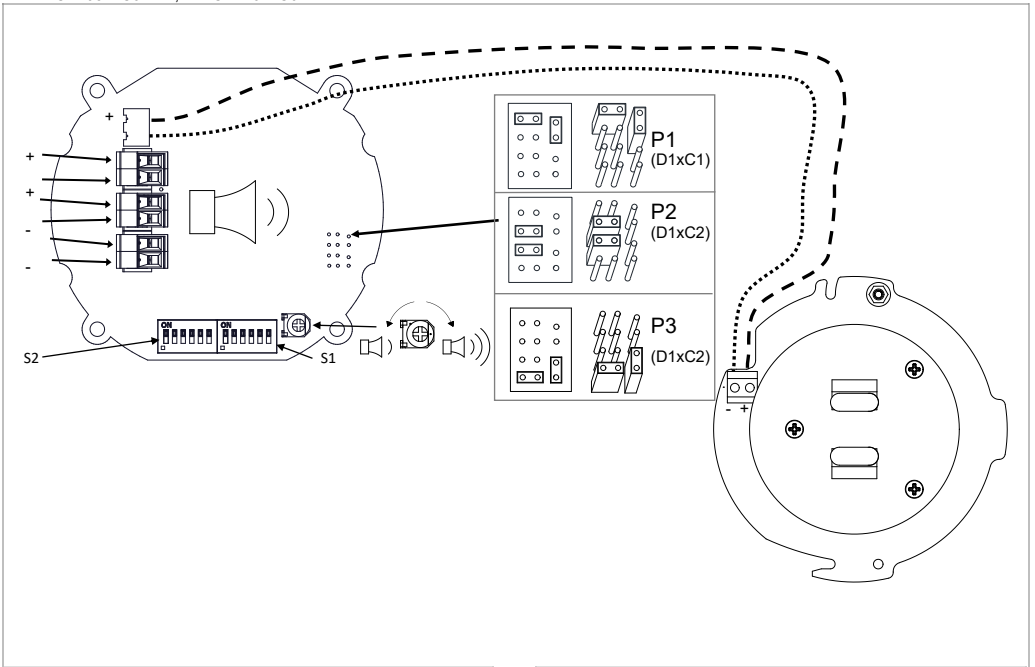 +
+
+
-
-
ON
ON
S2
S1
P1
(D1xC1)
P2
(D1xC2)
P3
(D1xC2)
- +